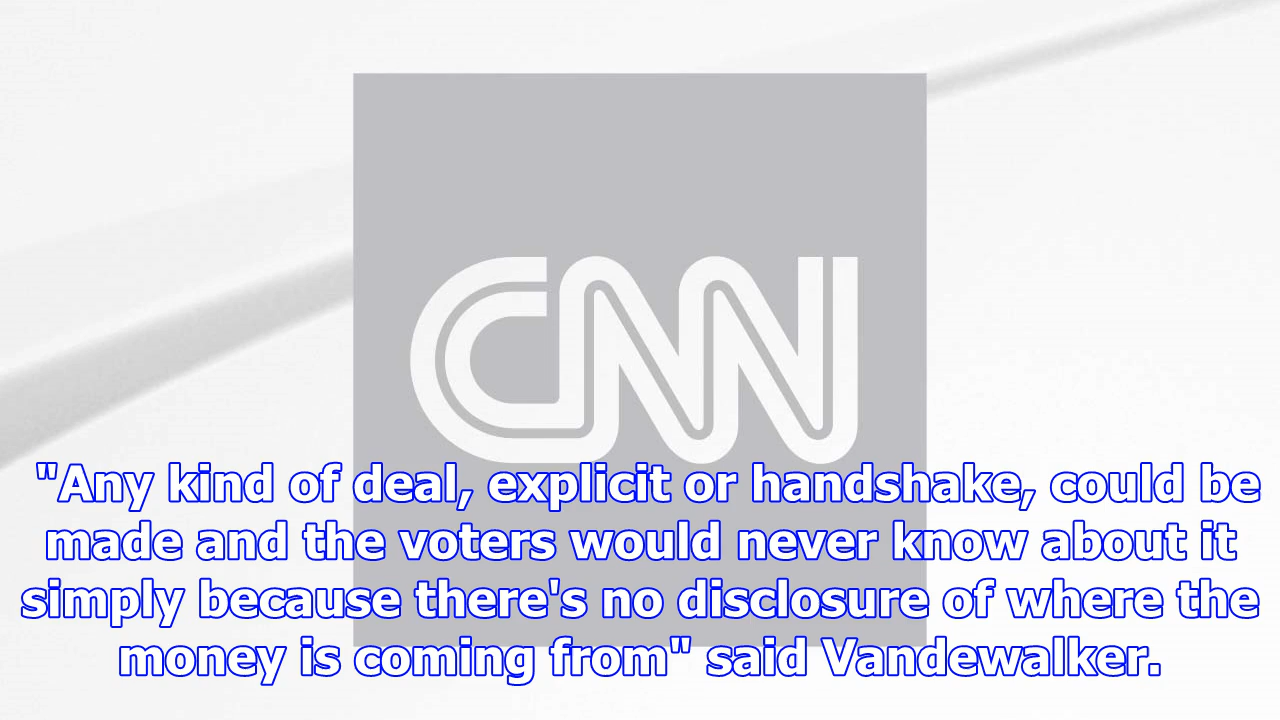 CNN
"Any kind of deal, explicit or handshake, could be
made and the voters would never know about it
simply because there's no disclosure of where the
money is coming from" said Vandewalker.